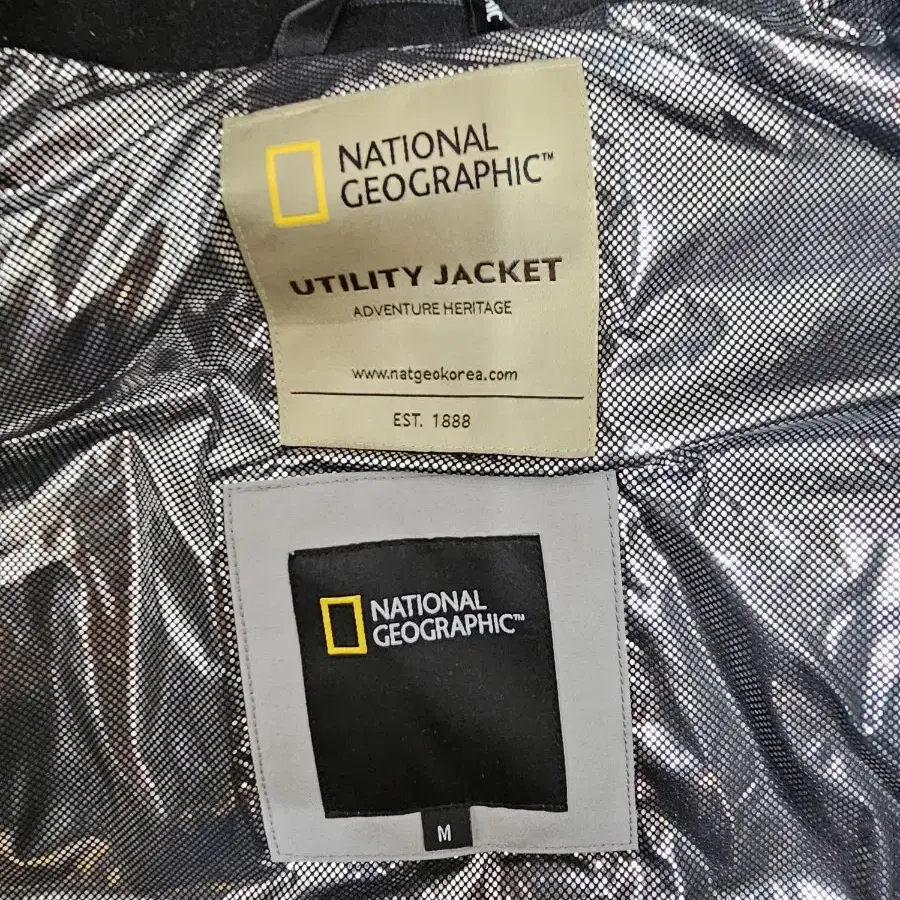 NATIONAL
GEOGRAPHIC™
UTILITY JACKET
ADVENTURE HERITAGE
www.natgeokorea.com
EST. 1888
NATIONAL
GEOGRAPHIC™
M